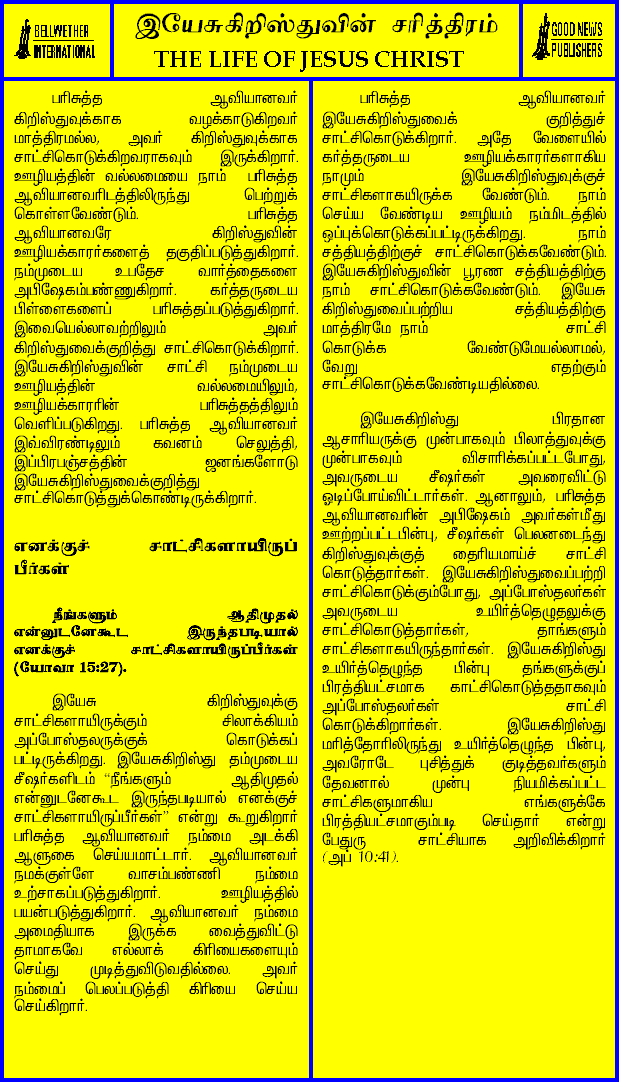 BELLWETHER
INTERNATIONAL
இயேசுகிறிஸ்துவின் சரித்திரம்
THE LIFE OF JESUS CHRIST
GOOD NEWS
PUBLISHERS
பரிசுத்த ஆவியானவர்
கிறிஸ்துவுக்காக வழக்காடுகிறவர்
மாத்திரமல்ல, அவர் கிறிஸ்துவுக்காக
சாட்சிகொடுக்கிறவராகவும் இருக்கிறார்.
ஊழியத்தின் வல்லமையை நாம் பரிசுத்த
ஆவியானவரிடத்திலிருந்து பெற்றுக்
கொள்ளவேண்டும். பரிசுத்த
ஆவியானவரே கிறிஸ்துவின்
ஊழியக்காரர்களைத் தகுதிப்படுத்துகிறார்.
நம்முடைய உபதேச வார்த்தைகளை
அபிஷேகம்பண்ணுகிறார். கர்த்தருடைய
பிள்ளைகளைப் பரிசுத்தப்படுத்துகிறார்.
இவையெல்லாவற்றிலும் அவர்
கிறிஸ்துவைக்குறித்து சாட்சிகொடுக்கிறார்.
இயேசுகிறிஸ்துவின் சாட்சி நம்முடைய
ஊழியத்தின் வல்லமையிலும்,
ஊழியக்காரரின் பரிசுத்தத்திலும்
வெளிப்படுகிறது. பரிசுத்த ஆவியானவர்
இவ்விரண்டிலும் கவனம் செலுத்தி,
இப்பிரபஞ்சத்தின் ஜனங்களோடு
இயேசுகிறிஸ்துவைக்குறித்து
சாட்சிகொடுத்துக்கொண்டிருக்கிறார்.
எனக்குச் சாட்சிகளாயிருப்
பீர்கள்
நீங்களும் ஆதிமுதல்
என்னுடனேகூட இருந்தபடியால்
எனக்குச் சாட்சிகளாயிருப்பீர்கள்
(யோவா 15:27).
இயேசு கிறிஸ்துவுக்கு
சாட்சிகளாயிருக்கும் சிலாக்கியம்
அப்போஸ்தலருக்குக் கொடுக்கப்
பட்டிருக்கிறது. இயேசுகிறிஸ்து தம்முடைய
சீஷர்களிடம் “நீங்களும் ஆதிமுதல்
என்னுடனேகூட இருந்தபடியால் எனக்குச்
சாட்சிகளாயிருப்பீர்கள்” என்று கூறுகிறார்
பரிசுத்த ஆவியானவர் நம்மை அடக்கி
ஆளுகை செய்யமாட்டார். ஆவியானவர்
நமக்குள்ளே வாசம்பண்ணி நம்மை
உற்சாகப்படுத்துகிறார். ஊழியத்தில்
பயன்படுத்துகிறார். ஆவியானவர் நம்மை
அமைதியாக இருக்க வைத்துவிட்டு
தாமாகவே எல்லாக் கிரியைகளையும்
செய்து முடித்துவிடுவதில்லை. அவர்
நம்மைப் பெலப்படுத்தி கிரியை செய்ய
செய்கிறார்.
பரிசுத்த ஆவியானவர்
இயேசுகிறிஸ்துவைக் குறித்துச்
சாட்சிகொடுக்கிறார். அதே வேளையில்
கர்த்தருடைய ஊழியக்காரர்களாகிய
நாமும் இயேசுகிறிஸ்துவுக்குச்
சாட்சிகளாகயிருக்க வேண்டும். நாம்
செய்ய வேண்டிய ஊழியம் நம்மிடத்தில்
ஒப்புக்கொடுக்கப்பட்டிருக்கிறது. நாம்
சத்தியத்திற்குச் சாட்சிகொடுக்கவேண்டும்.
இயேசுகிறிஸ்துவின் பூரண சத்தியத்திற்கு
நாம் சாட்சிகொடுக்கவேண்டும். இயேசு
கிறிஸ்துவைப்பற்றிய சத்தியத்திற்கு
மாத்திரமே நாம் சாட்சி
கொடுக்க வேண்டுமேயல்லாமல்,
வேறு எதற்கும்
சாட்சிகொடுக்கவேண்டியதில்லை.
இயேசுகிறிஸ்து பிரதான
ஆசாரியருக்கு முன்பாகவும் பிலாத்துவுக்கு
முன்பாகவும் விசாரிக்கப்பட்டபோது,
அவருடைய சீஷர்கள் அவரைவிட்டு
ஓடிப்போய்விட்டார்கள். ஆனாலும், பரிசுத்த
ஆவியானவரின் அபிஷேகம் அவர்கள்மீது
ஊற்றப்பட்டபின்பு, சீஷர்கள் பெலனடைந்து
கிறிஸ்துவுக்குத் தைரியமாய்ச் சாட்சி
கொடுத்தார்கள். இயேசுகிறிஸ்துவைப்பற்றி
சாட்சிகொடுக்கும்போது, அப்போஸ்தலர்கள்
அவருடைய உயிர்த்தெழுதலுக்கு
சாட்சிகொடுத்தார்கள், தாங்களும்
சாட்சிகளாகயிருந்தார்கள். இயேசுகிறிஸ்து
உயிர்த்தெழுந்த பின்பு தங்களுக்குப்
பிரத்தியட்சமாக காட்சிகொடுத்ததாகவும்
அப்போஸ்தலர்கள் சாட்சி
கொடுக்கிறார்கள். இயேசுகிறிஸ்து
மரித்தோரிலிருந்து உயிர்த்தெழுந்த பின்பு,
அவரோடே புசித்துக் குடித்தவர்களும்
தேவனால் முன்பு நியமிக்கப்பட்ட
சாட்சிகளுமாகிய எங்களுக்கே
பிரத்தியட்சமாகும்படி செய்தார் என்று
பேதுரு சாட்சியாக அறிவிக்கிறார்
(அப் 10:41).